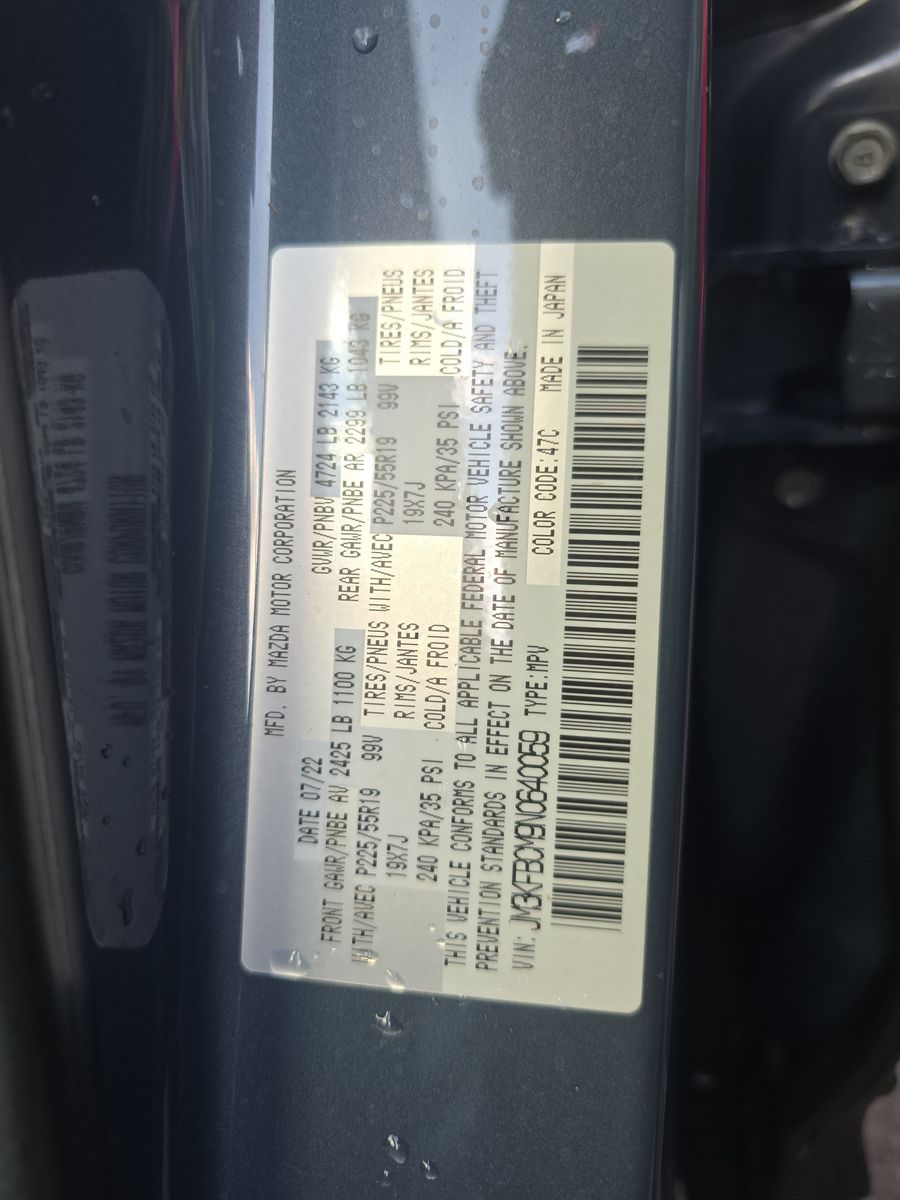 MFD. BY MAZDA MOTOR CORPORATION
DATE 07/22 GVWR/PNBV 4724 LB 2143 KG
FRONT GAWR/PNBE AV 2425 LB 1100 KG REAR GAWR/PNBE AR 2299 LB 1043 KG
WITH/AVEC P225/55R19 99V TIRES/PNEUS WITH/AVEC P225/55R19 99V TIRES/PNEUS
19X7J RIMS/JANTES 19X7J RIMS/JANTES
240 KPA/35 PSI COLD/A FROID 240 KPA/35 PSI COLD/A FROID
THIS VEHICLE CONFORMS TO ALL APPLICABLE FEDERAL MOTOR VEHICLE SAFETY AND THEFT
PREVENTION STANDARDS IN EFFECT ON THE DATE OF MANUFACTURE SHOWN ABOVE.
VIN: JM3KFBCM9N0640059 TYPE:MPV COLOR CODE:47C MADE IN JAPAN